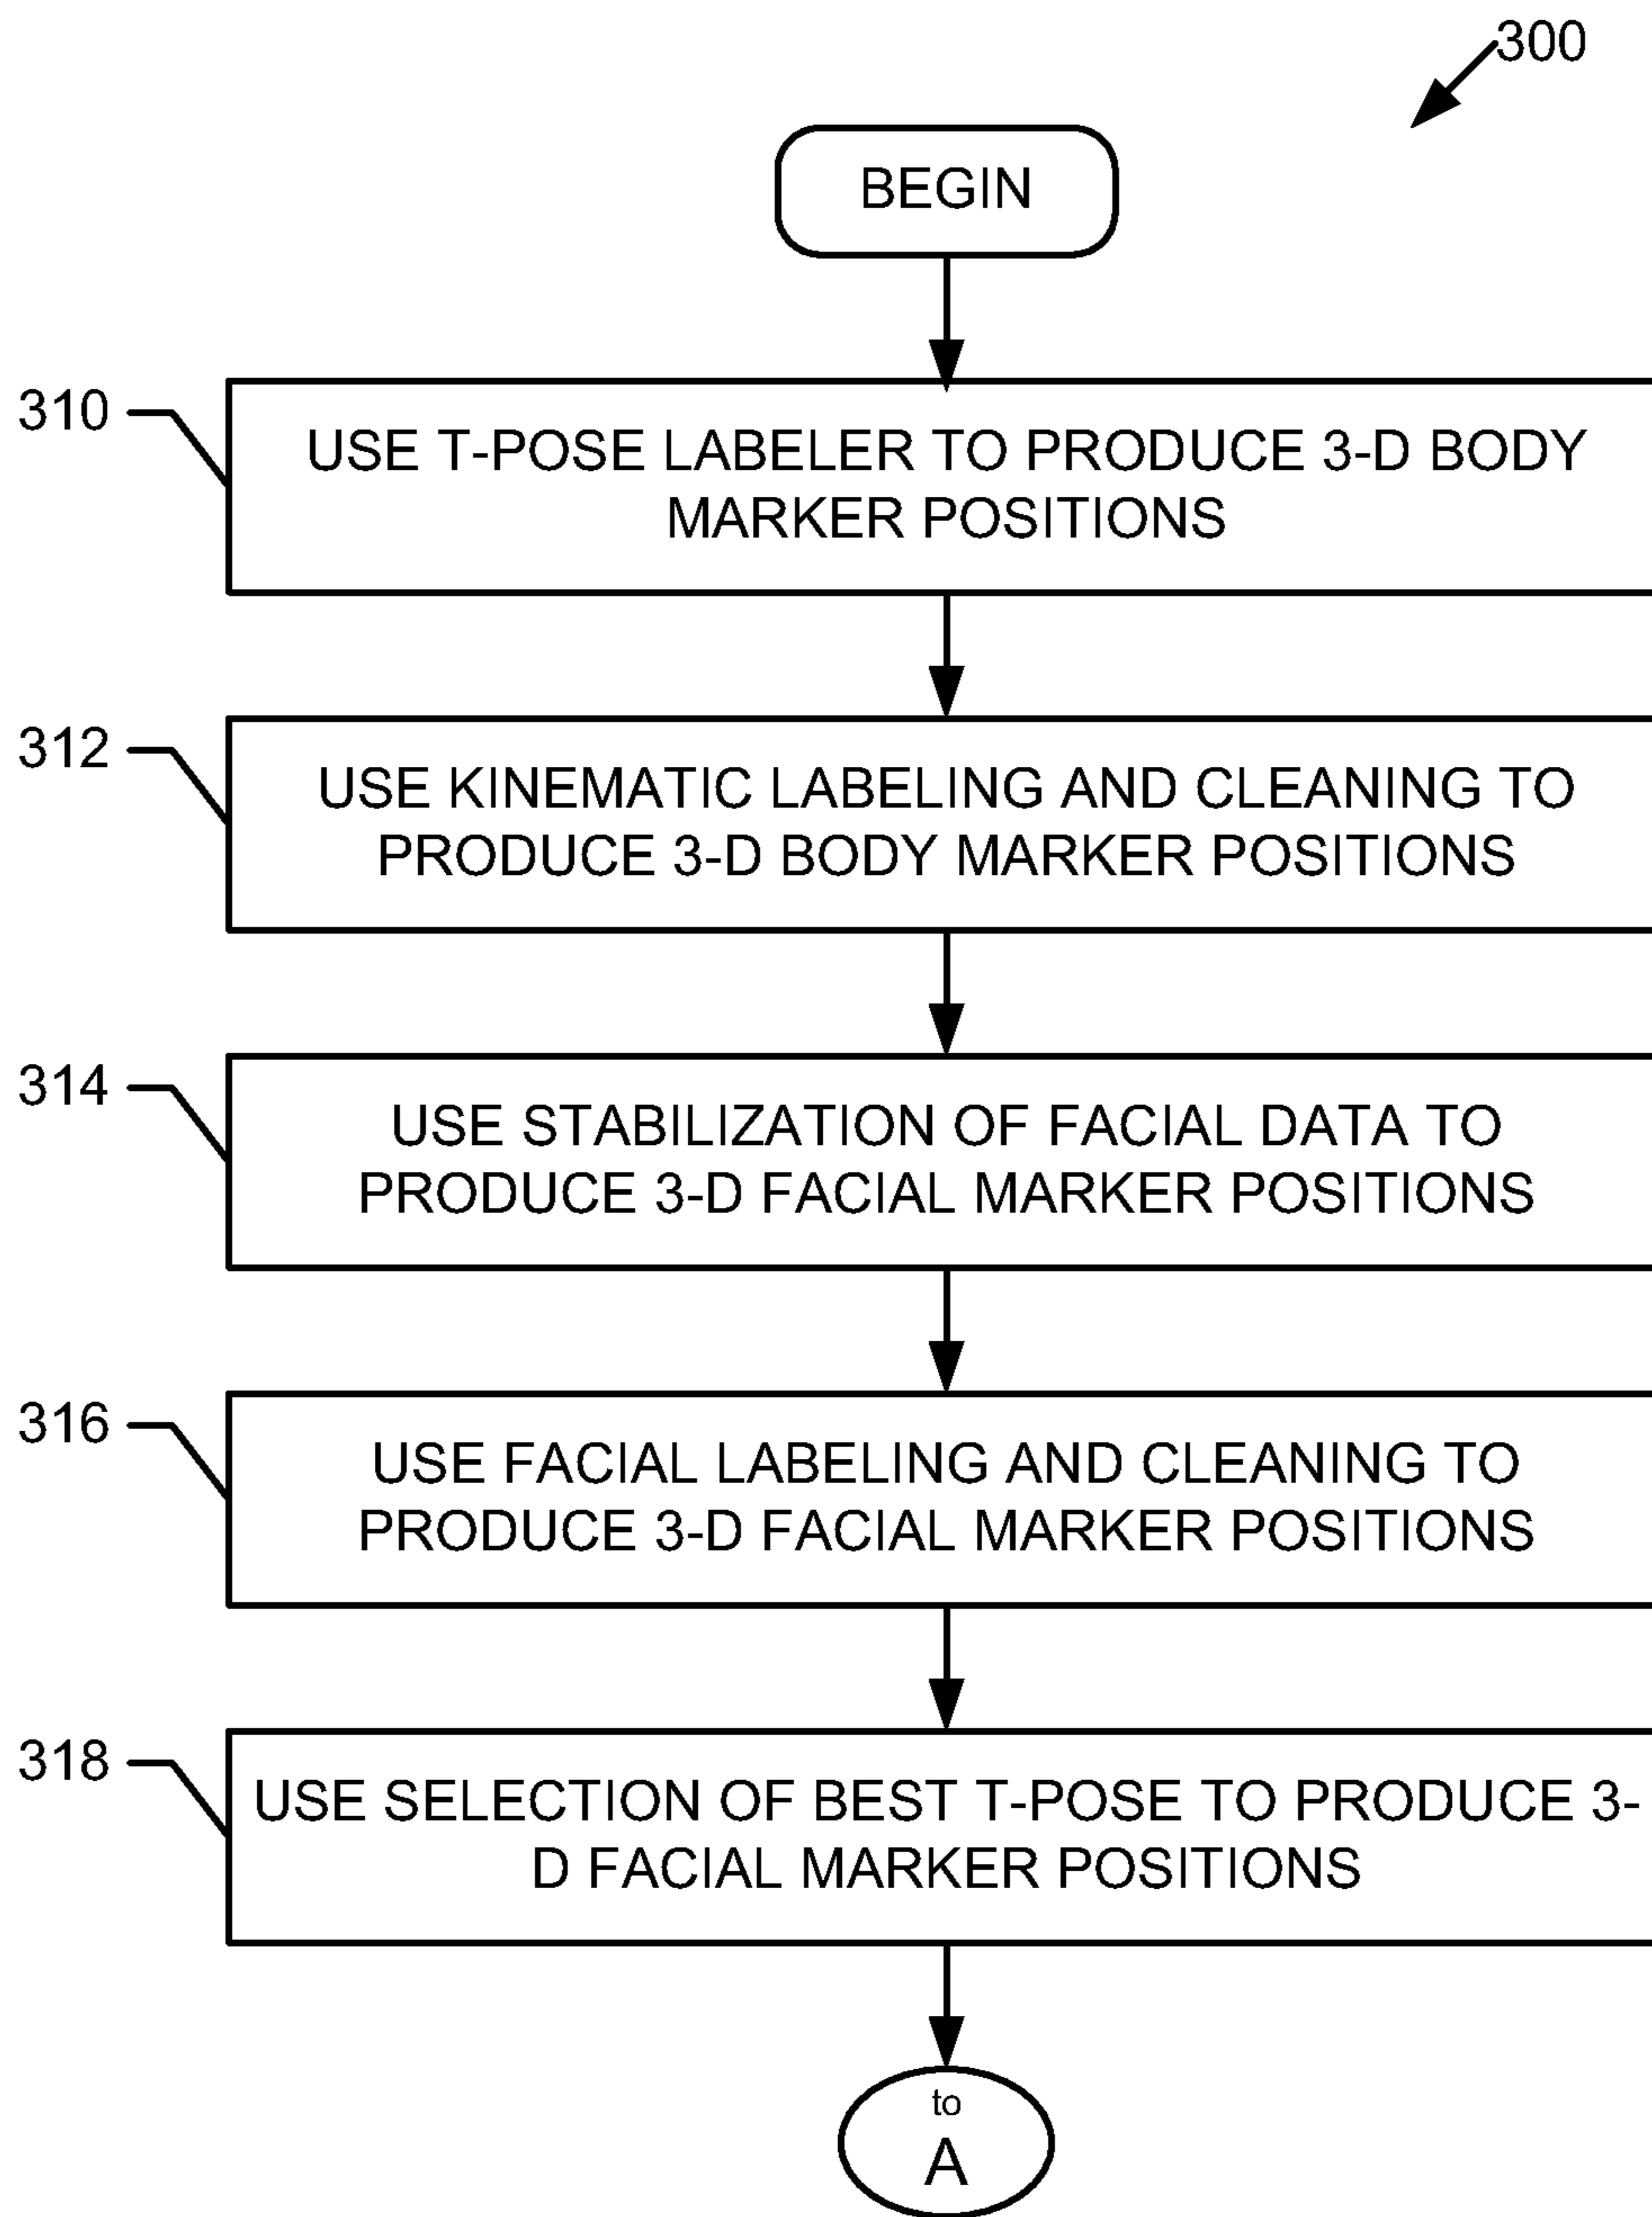 300
BEGIN
310
USE T-POSE LABELER TO PRODUCE 3-D BODY
MARKER POSITIONS
312
USE KINEMATIC LABELING AND CLEANING TO
PRODUCE 3-D BODY MARKER POSITIONS
314
USE STABILIZATION OF FACIAL DATA TO
PRODUCE 3-D FACIAL MARKER POSITIONS
316
USE FACIAL LABELING AND CLEANING TO
PRODUCE 3-D FACIAL MARKER POSITIONS
318
USE SELECTION OF BEST T-POSE TO PRODUCE 3-
D FACIAL MARKER POSITIONS
to
A